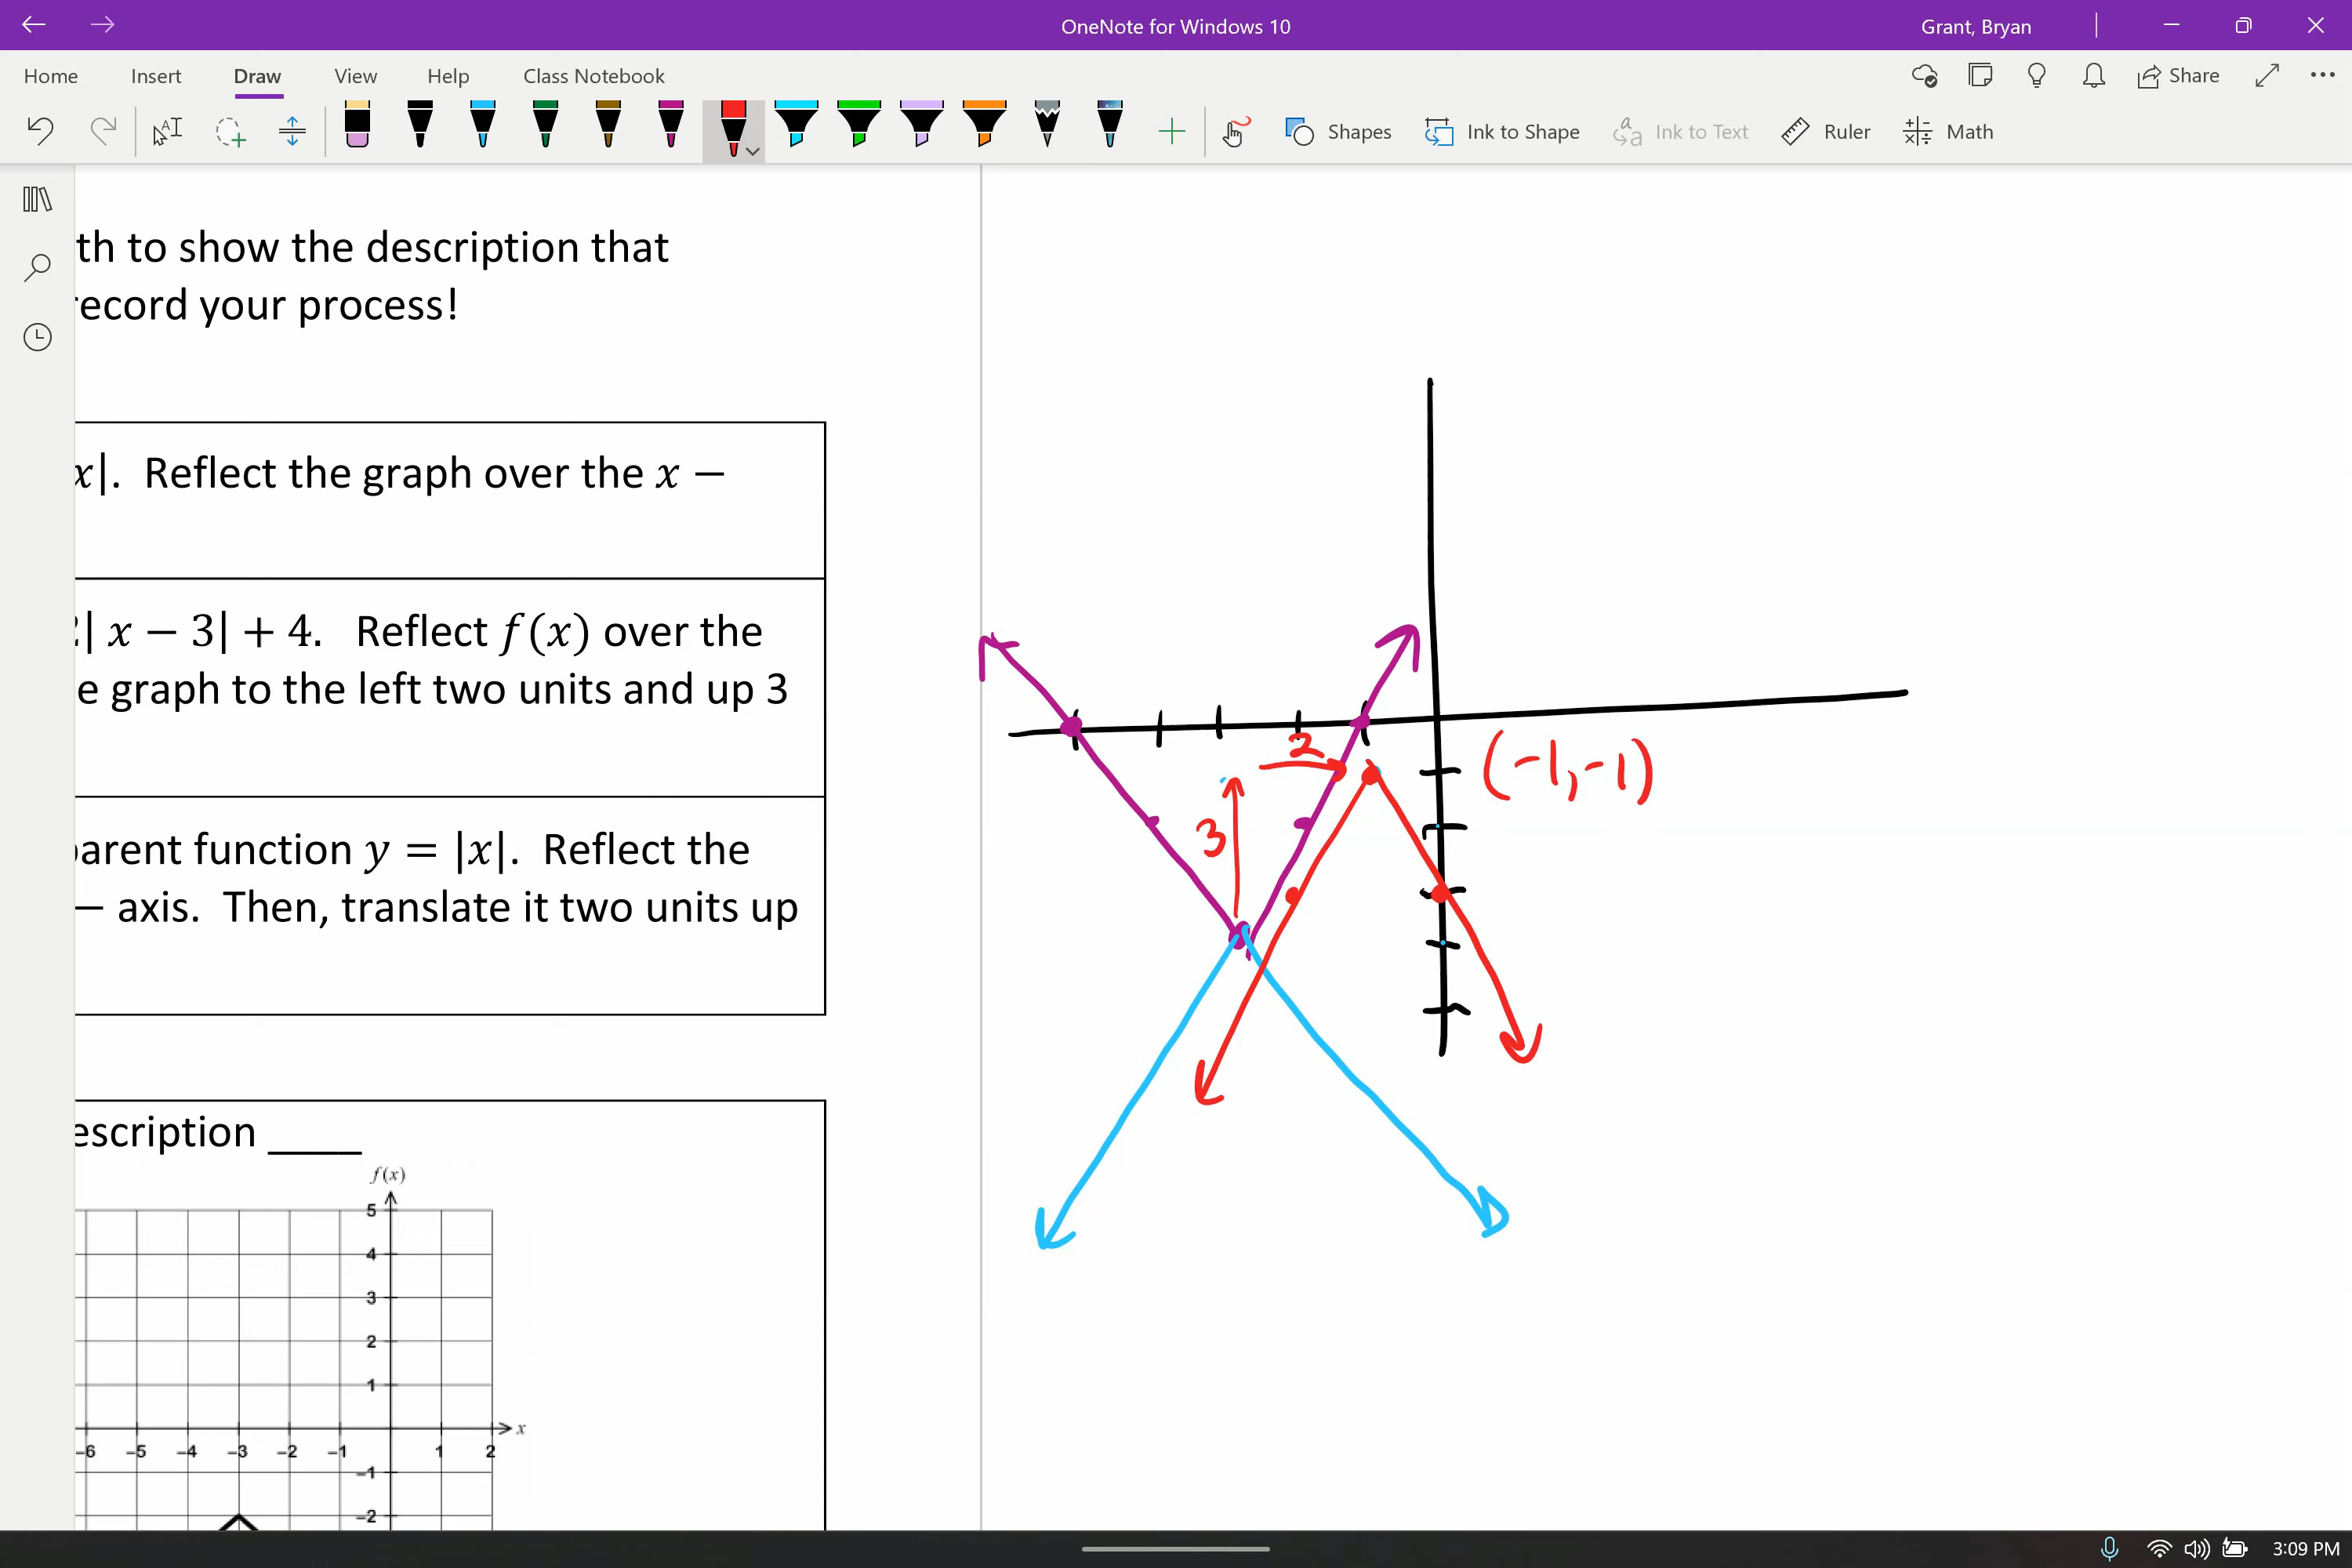 OneNote for Windows 10
Grant, Bryan
Home Insert Draw View Help Class Notebook
Share
Shapes Ink to Shape Ink to Text Ruler Math
th to show the description that
record your process!
x|. Reflect the graph over the x −
2| x − 3| + 4. Reflect f(x) over the
e graph to the left two units and up 3
parent function y = |x|. Reflect the
− axis. Then, translate it two units up
escription ____
f(x)
5
4
3
2
1
x
−6 −5 −4 −3 −2 −1 1 2
−1
−2
2
3
(-1,-1)
3:09 PM